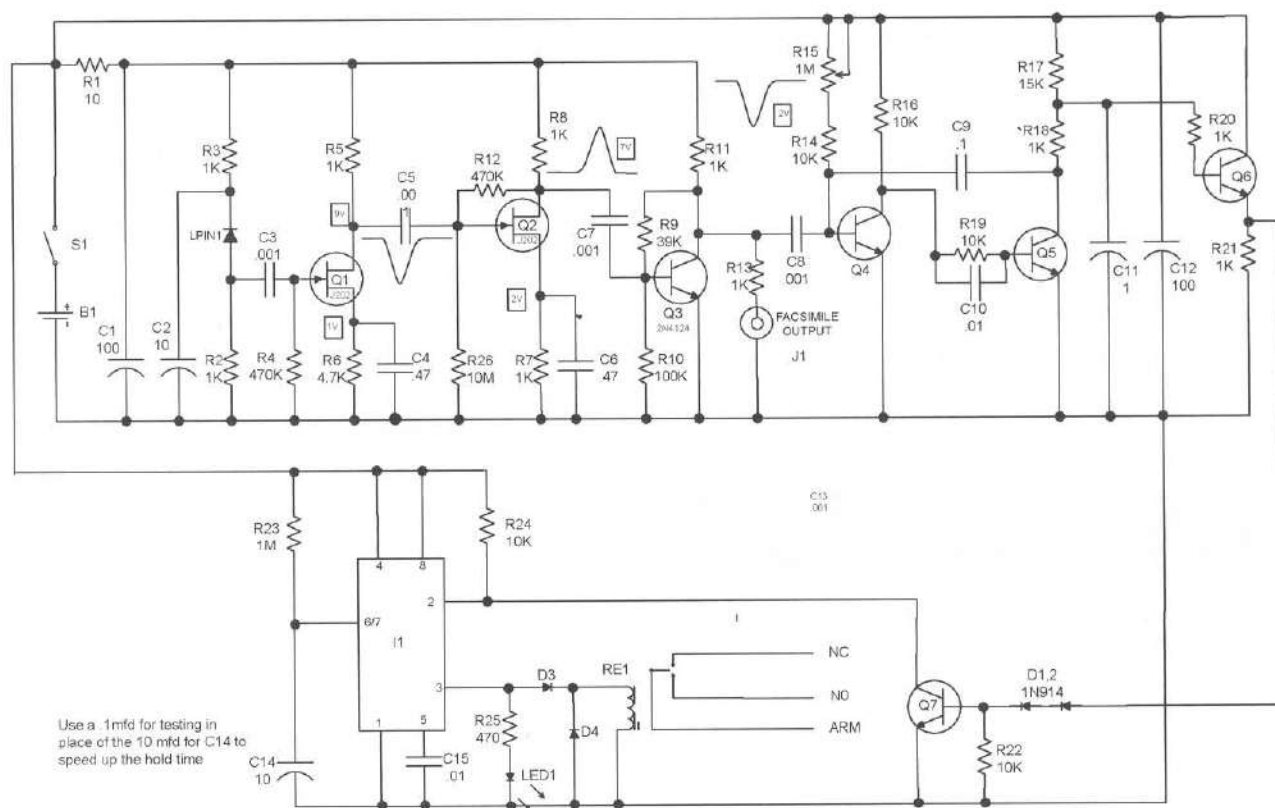 R1
10
S1
B1
C1
100
C2
10
R3
1K
LPIN1
R2
1K
C3
.001
R4
470K
R5
1K
9V
Q1
J202
1V
R6
4.7K
C4
.47
C5
.00
1
R12
470K
R26
10M
R8
1K
7V
Q2
J202
2V
R7
1K
C6
.47
C7
.001
R11
1K
R9
39K
Q3
2N4124
R10
100K
2V
R13
1K
FACSIMILE
OUTPUT
J1
C8
.001
R15
1M
R14
10K
R16
10K
Q4
C9
.1
R19
10K
C10
.01
R17
15K
R18
1K
Q5
C11
1
C12
100
R20
1K
Q6
R21
1K
R23
1M
4
8
R24
10K
2
6/7
I1
3
1
5
C13
.001
Use a .1mfd for testing in
place of the 10 mfd for C14 to
speed up the hold time
C14
10
C15
.01
R25
470
LED1
D3
D4
RE1
NC
NO
ARM
Q7
D1,2
1N914
R22
10K